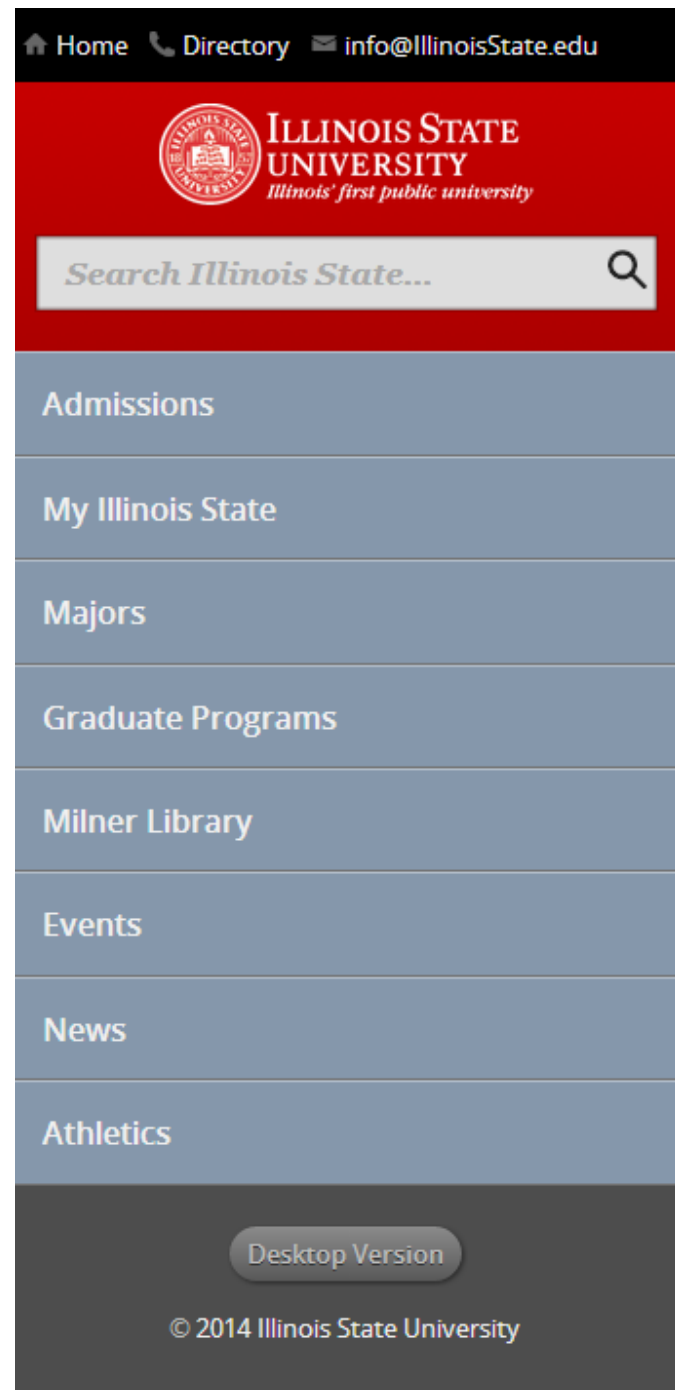 Home Directory info@IllinoisState.edu
ILLINOIS STATE
UNIVERSITY
Illinois' first public university
Search Illinois State...
Admissions
My Illinois State
Majors
Graduate Programs
Milner Library
Events
News
Athletics
Desktop Version
© 2014 Illinois State University